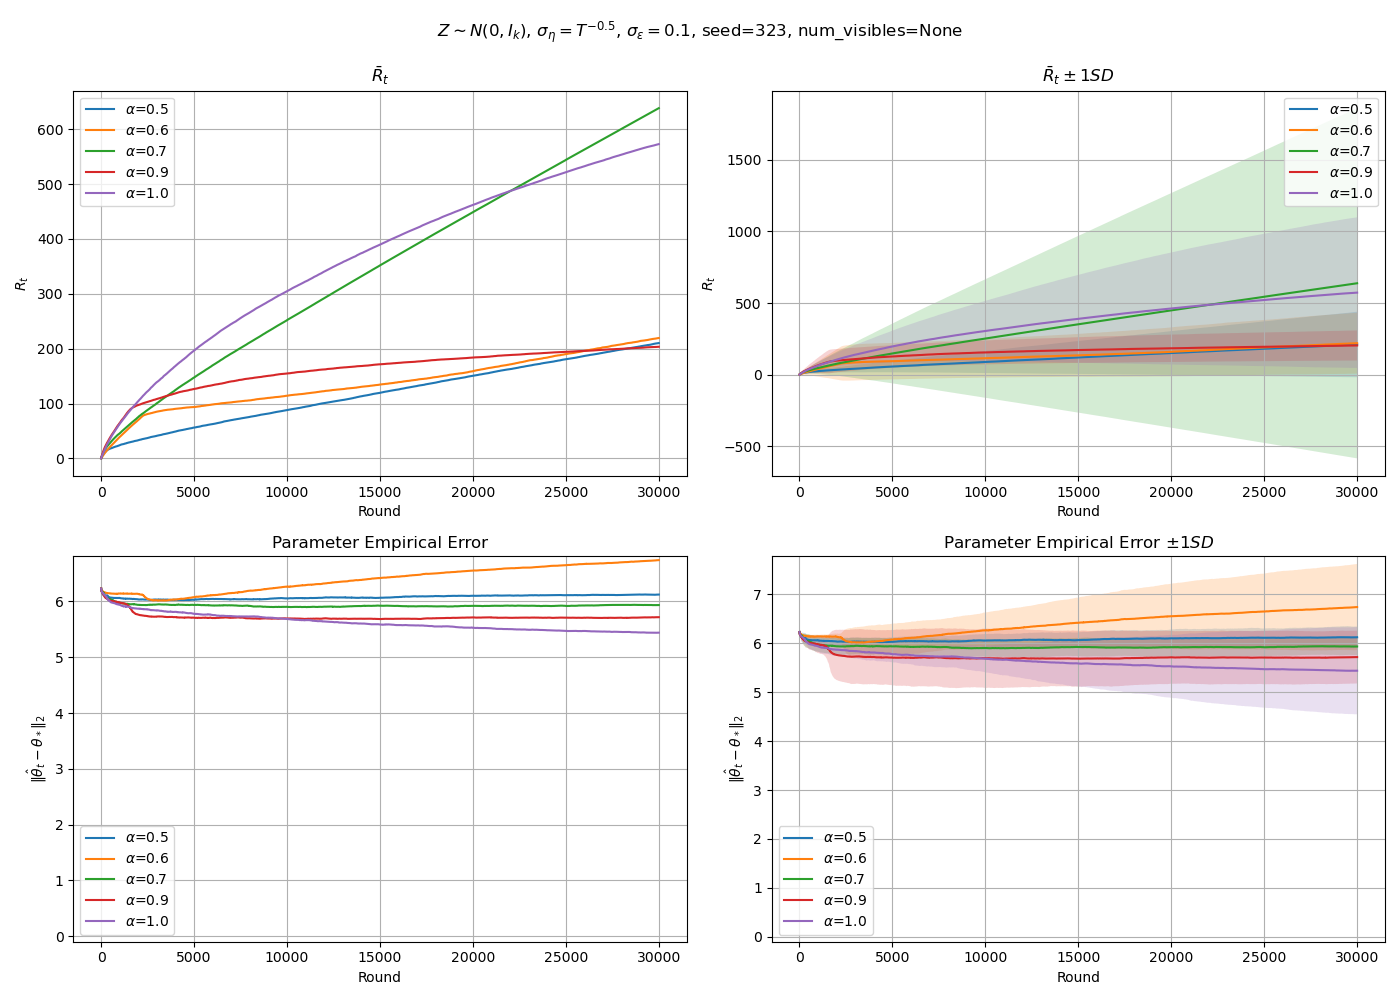 Z ∼ N(0, I_k), σ_η = T^{−0.5}, σ_ε = 0.1, seed=323, num_visibles=None
R̄_t
R_t
600
500
400
300
200
100
0
α=0.5
α=0.6
α=0.7
α=0.9
α=1.0
0 5000 10000 15000 20000 25000 30000
Round
R̄_t ± 1SD
R_t
1500
1000
500
0
−500
α=0.5
α=0.6
α=0.7
α=0.9
α=1.0
0 5000 10000 15000 20000 25000 30000
Round
Parameter Empirical Error
‖θ̂_t − θ_*‖_2
6
5
4
3
2
1
0
α=0.5
α=0.6
α=0.7
α=0.9
α=1.0
0 5000 10000 15000 20000 25000 30000
Round
Parameter Empirical Error ±1SD
‖θ̂_t − θ_*‖_2
7
6
5
4
3
2
1
0
α=0.5
α=0.6
α=0.7
α=0.9
α=1.0
0 5000 10000 15000 20000 25000 30000
Round